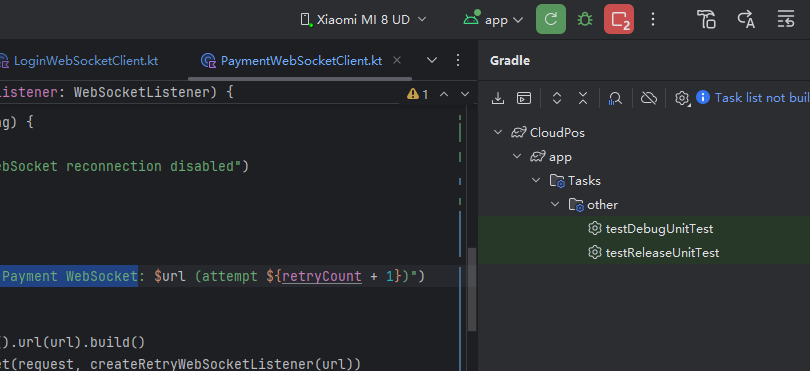 Xiaomi MI 8 UD
app
2
LoginWebSocketClient.kt
PaymentWebSocketClient.kt
Gradle
istener: WebSocketListener) {
1
Task list not buil
g) {
CloudPos
app
ebSocket reconnection disabled")
Tasks
other
testDebugUnitTest
testReleaseUnitTest
Payment WebSocket: $url (attempt ${retryCount + 1})")
().url(url).build()
et(request, createRetryWebSocketListener(url))